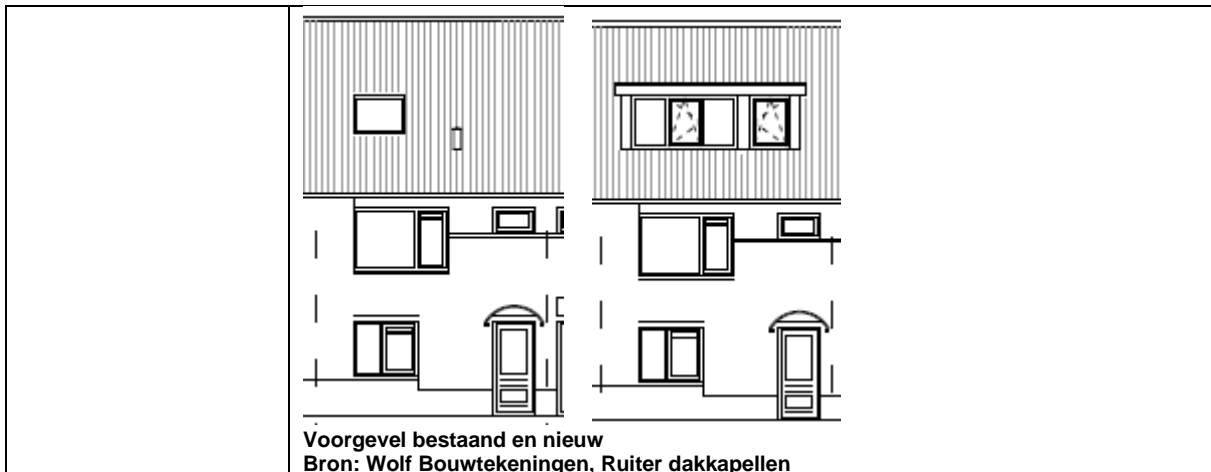 Voorgevel bestaand en nieuw
Bron: Wolf Bouwtekeningen, Ruiter dakkapellen